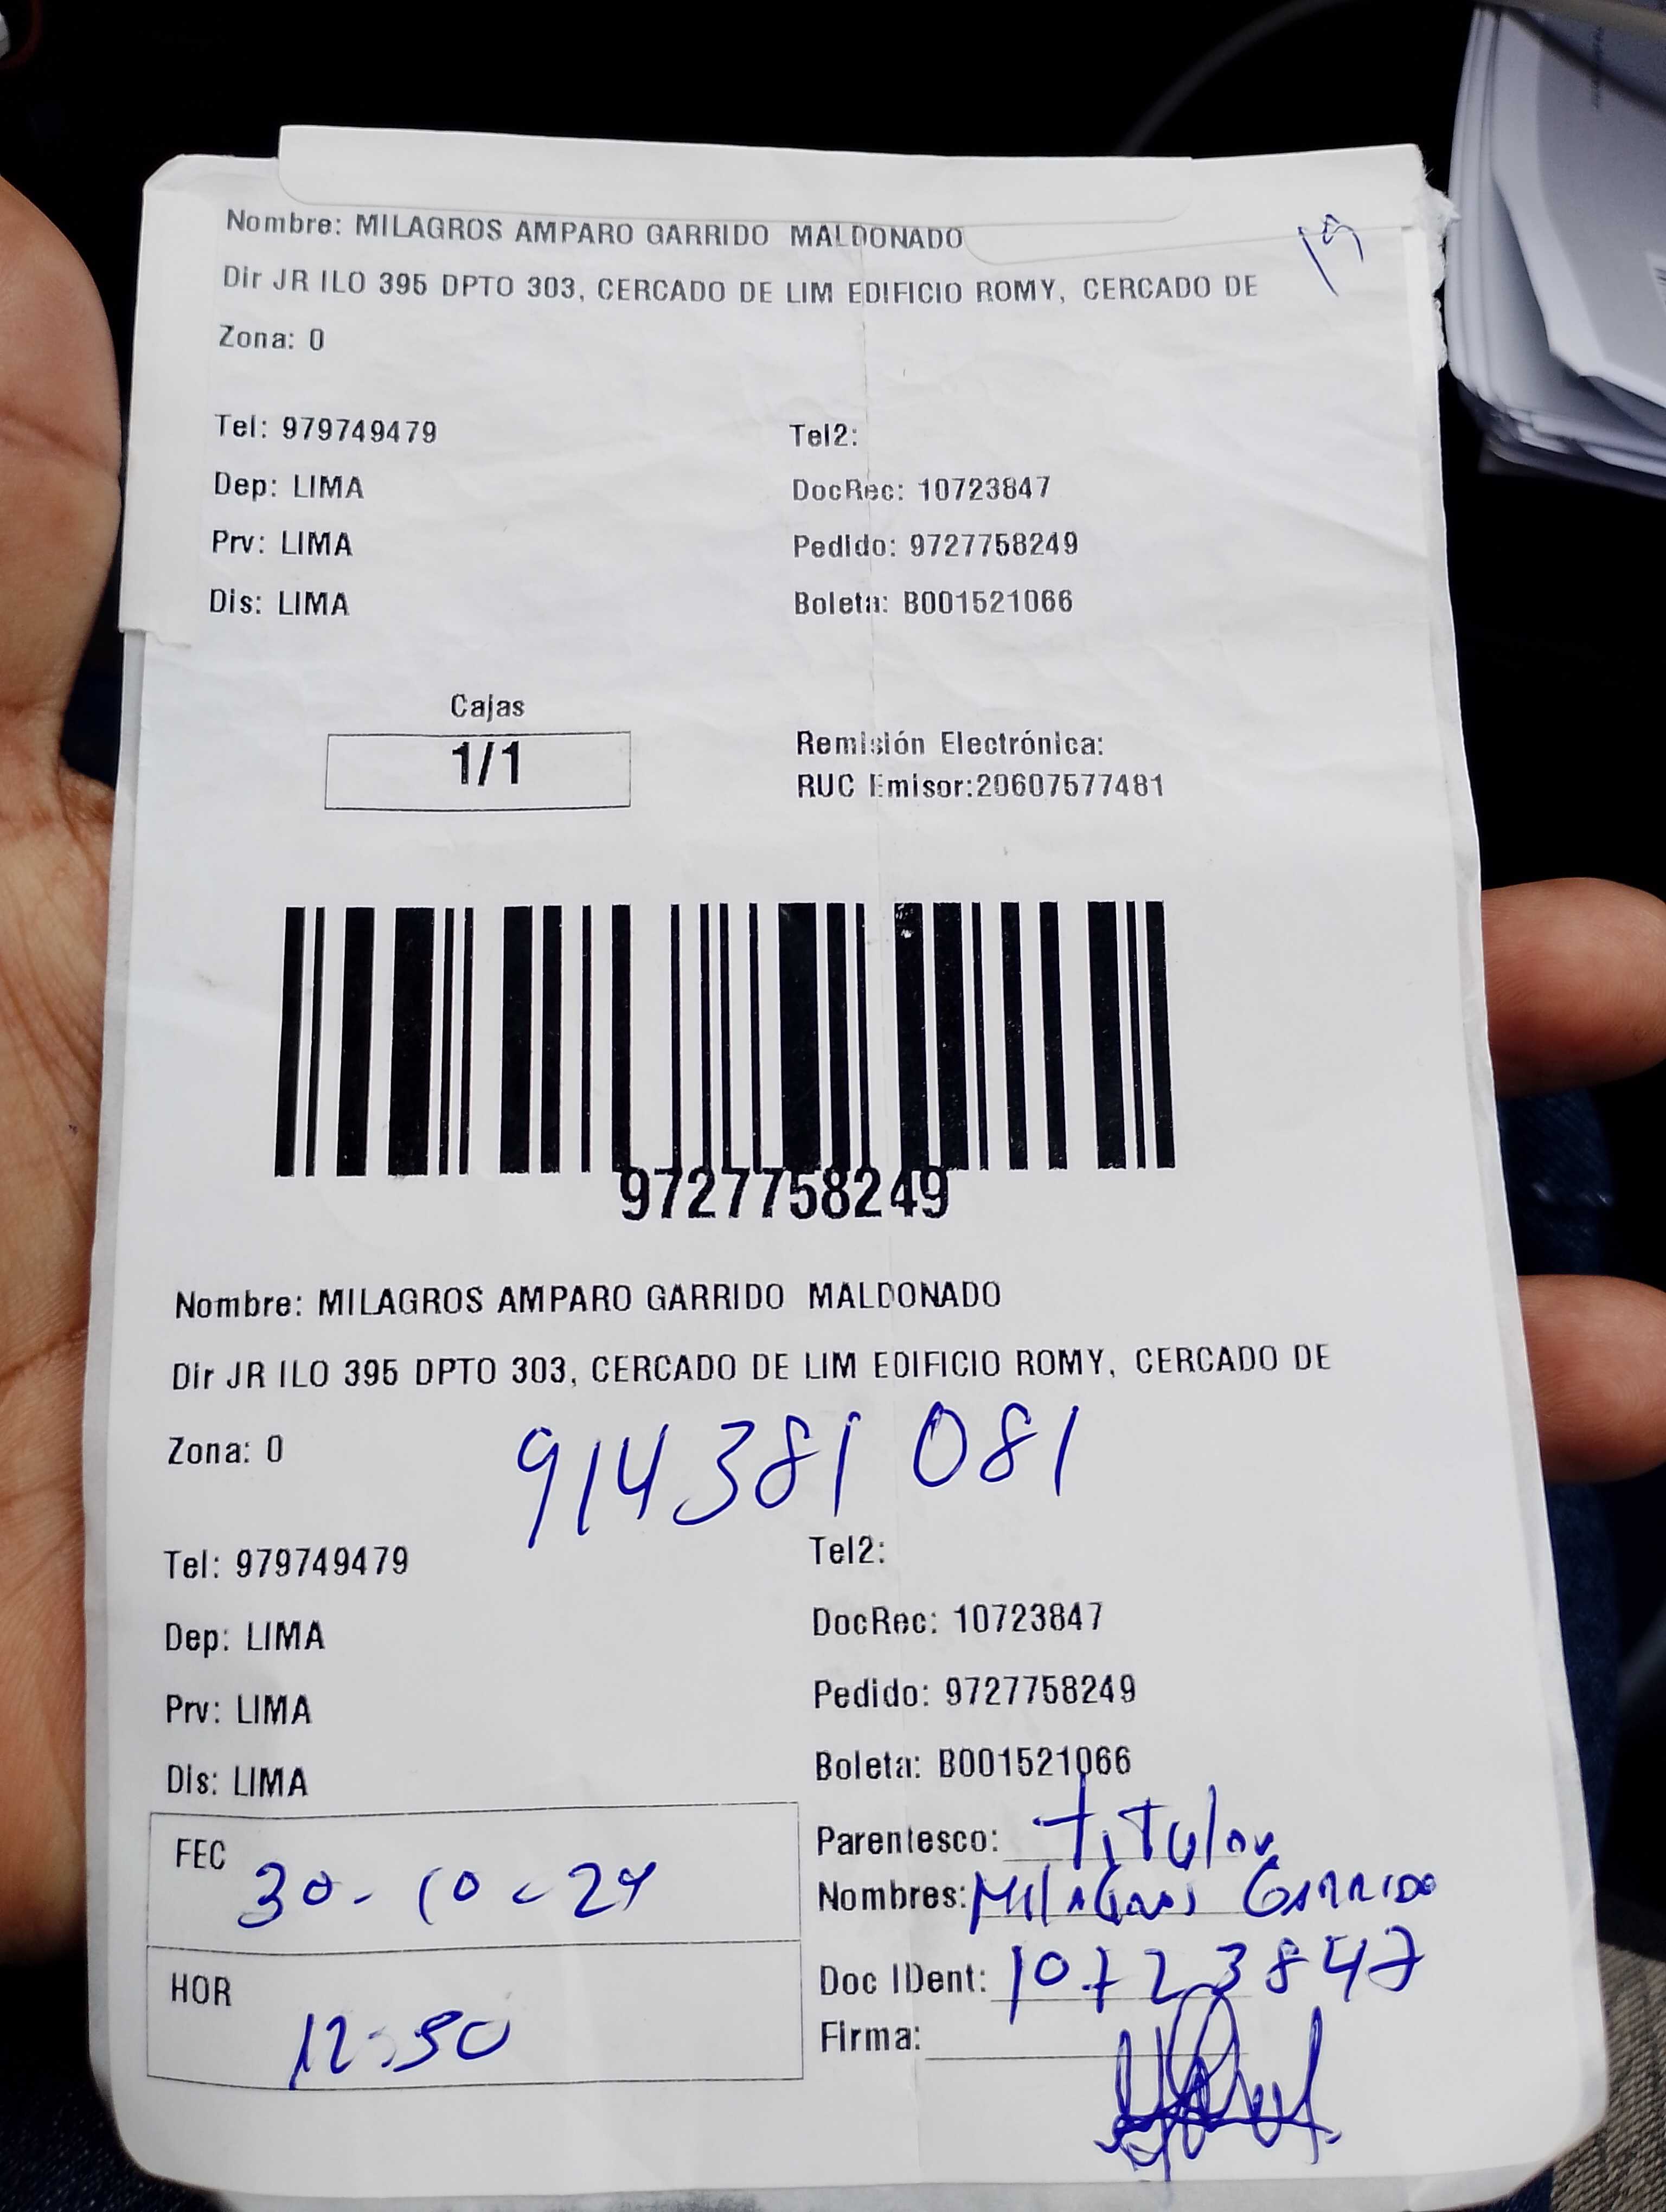 Nombre: MILAGROS AMPARO GARRIDO MALDONADO
19
Dir JR ILO 395 DPTO 303, CERCADO DE LIM EDIFICIO ROMY, CERCADO DE
Zona: 0
Tel: 979749479 Tel2:
Dep: LIMA DocRec: 10723847
Prv: LIMA Pedido: 9727758249
Dis: LIMA Boleta: B001521066
Cajas
1/1
Remisión Electrónica:
RUC Emisor:20607577481
9727758249
Nombre: MILAGROS AMPARO GARRIDO MALDONADO
Dir JR ILO 395 DPTO 303, CERCADO DE LIM EDIFICIO ROMY, CERCADO DE
Zona: 0
914381 081
Tel: 979749479 Tel2:
Dep: LIMA DocRec: 10723847
Prv: LIMA Pedido: 9727758249
Dis: LIMA Boleta: B001521066
FEC 30-10-24
HOR 12:50
Parentesco: Titular
Nombres: Milagros GARRIDO
Doc IDent: 10723847
Firma: